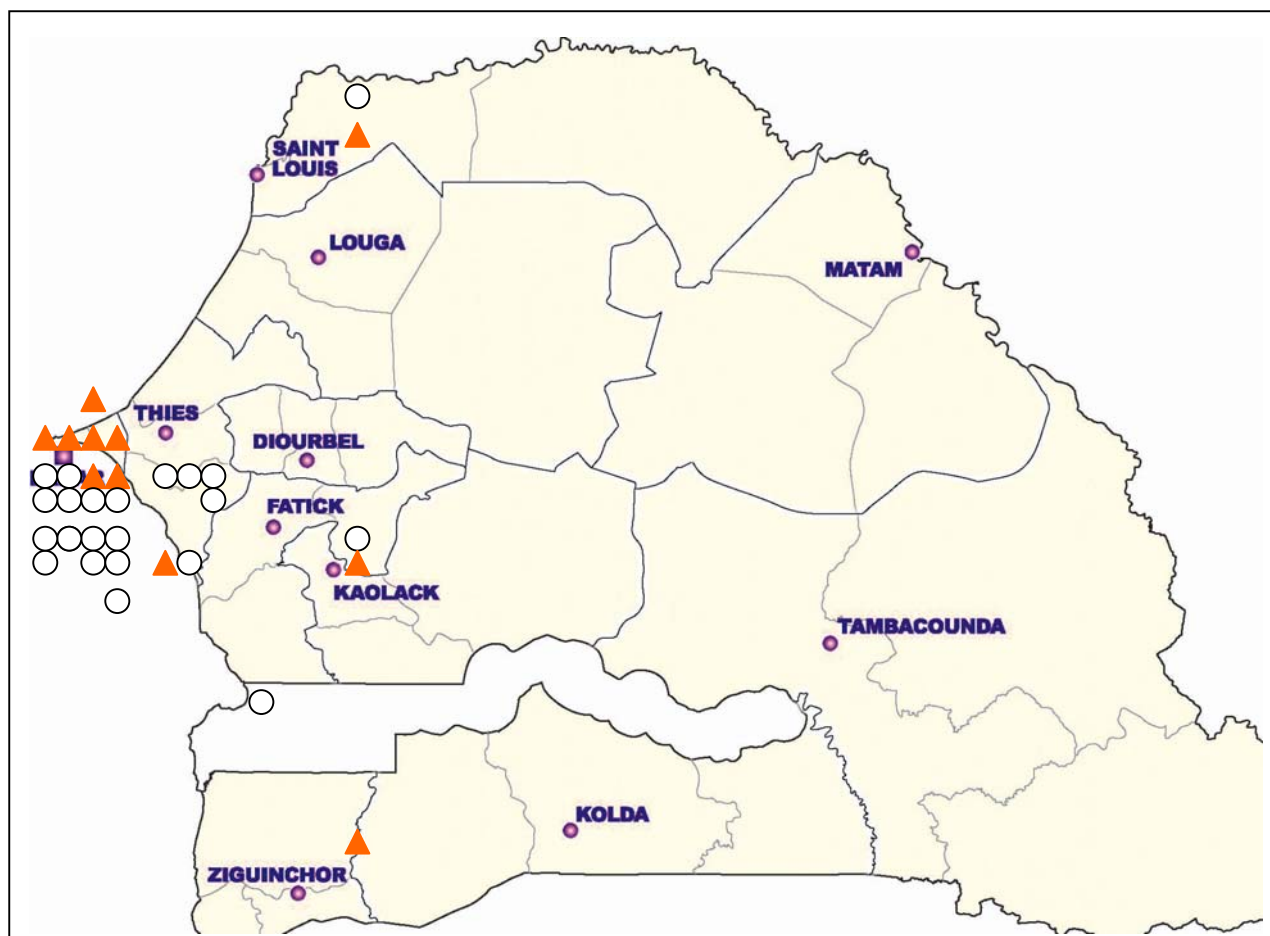 SAINT
LOUIS
LOUGA
MATAM
THIES
DIOURBEL
FATICK
KAOLACK
TAMBACOUNDA
KOLDA
ZIGUINCHOR